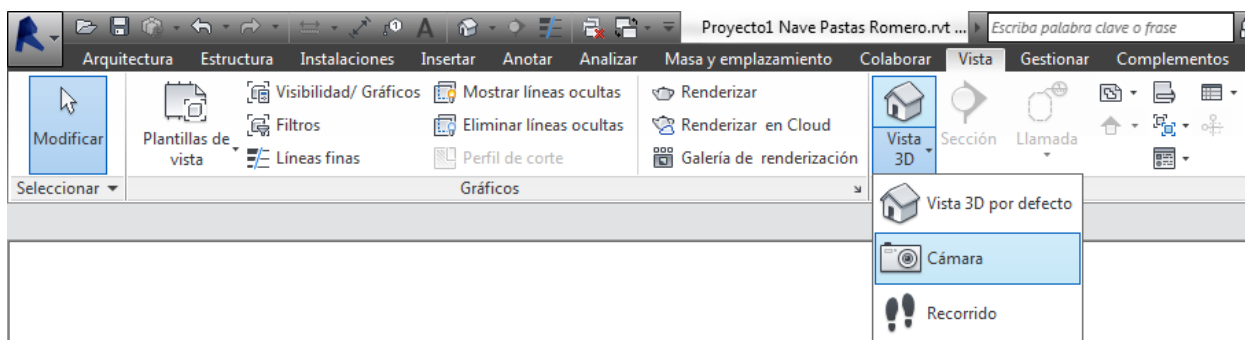 Proyecto1 Nave Pastas Romero.rvt ...
Escriba palabra clave o frase
Arquitectura Estructura Instalaciones Insertar Anotar Analizar Masa y emplazamiento Colaborar Vista Gestionar Complementos
Modificar
Plantillas de
vista
Visibilidad/ Gráficos
Filtros
Líneas finas
Mostrar líneas ocultas
Eliminar líneas ocultas
Perfil de corte
Renderizar
Renderizar en Cloud
Galería de renderización
Vista
3D
Sección
Llamada
Seleccionar
Gráficos
Vista 3D por defecto
Cámara
Recorrido